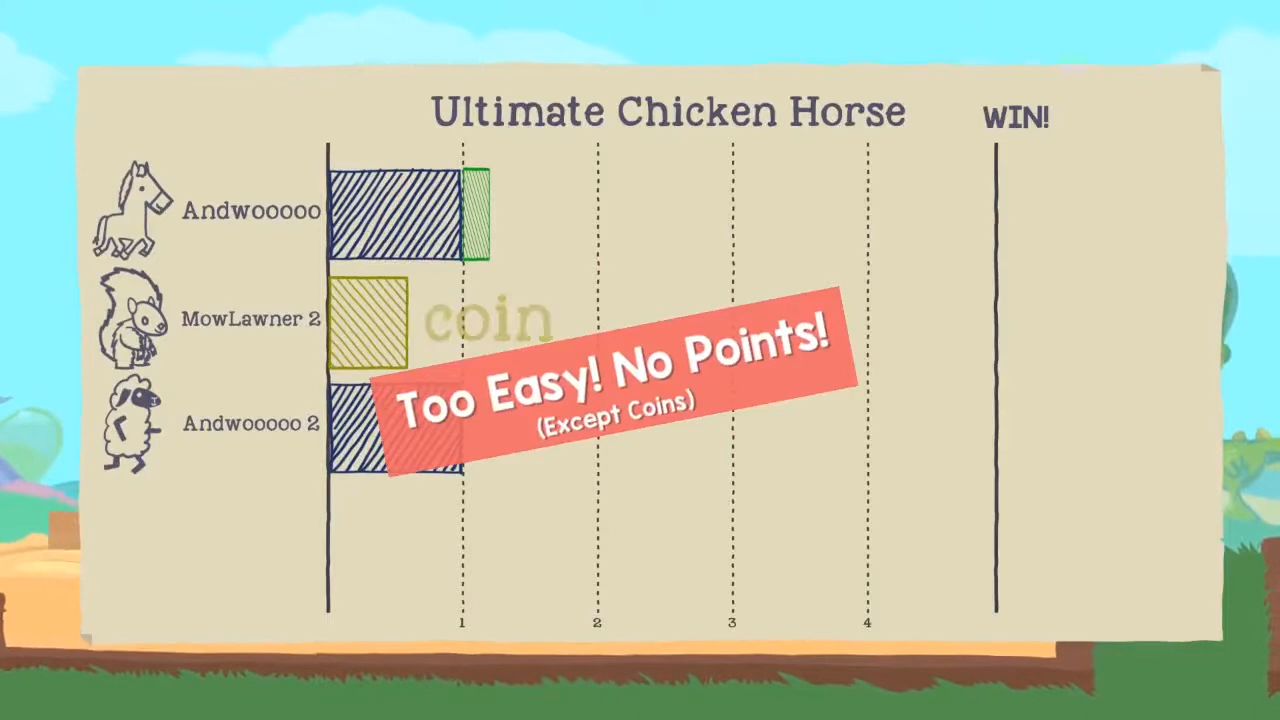 Ultimate Chicken Horse
WIN!
Andwooooo
MowLawner 2
coin
Andwooooo 2
Too Easy! No Points!
(Except Coins)
1 2 3 4